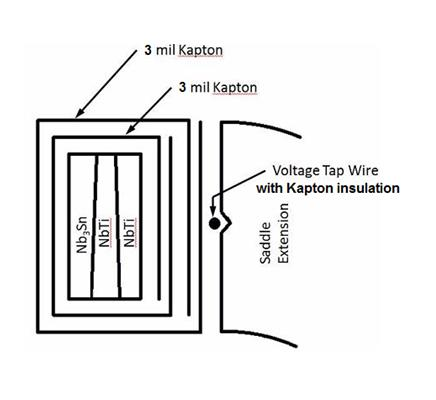 3 mil Kapton
3 mil Kapton
Voltage Tap Wire
with Kapton insulation
Nb₃Sn
NbTi
NbTi
Saddle
Extension